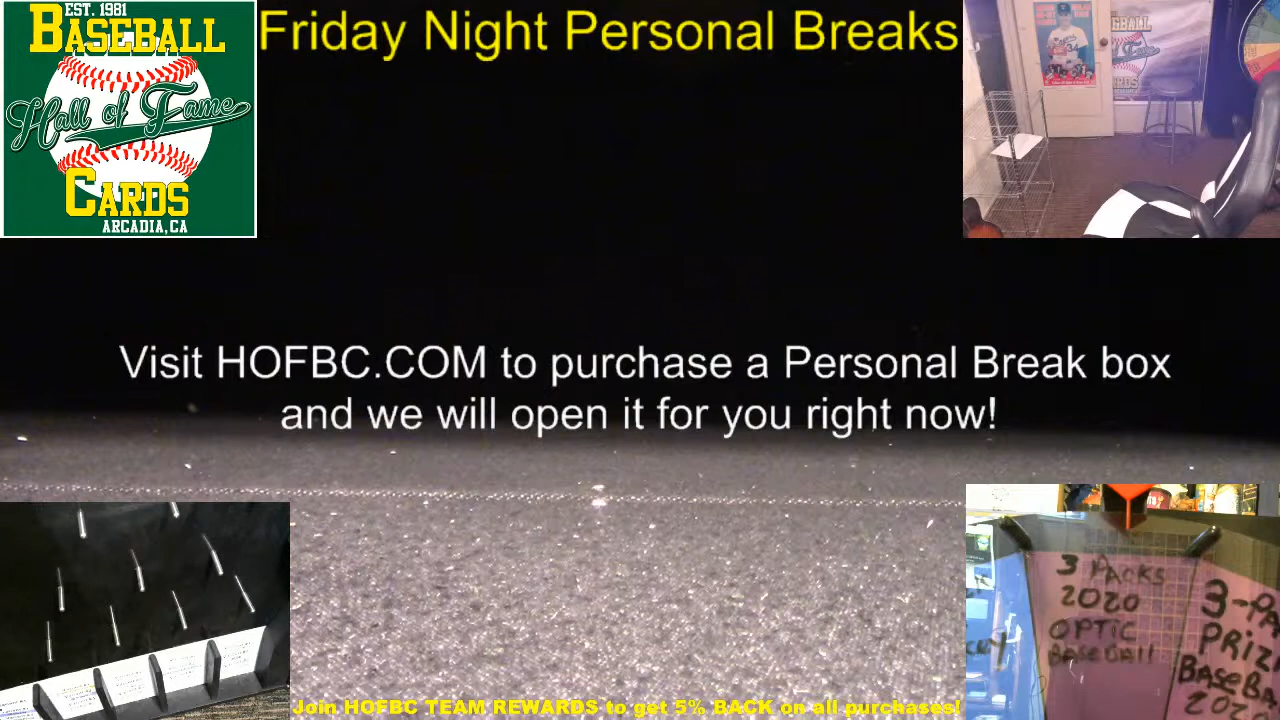 EST. 1981
BASEBALL
Hall of Fame
CARDS
ARCADIA, CA
Friday Night Personal Breaks
Visit HOFBC.COM to purchase a Personal Break box
and we will open it for you right now!
3 PACKS
2020
OPTIC
BASEBALL
3-PA
PRIZ
BASEBA
202
Join HOFBC TEAM REWARDS to get 5% BACK on all purchases!